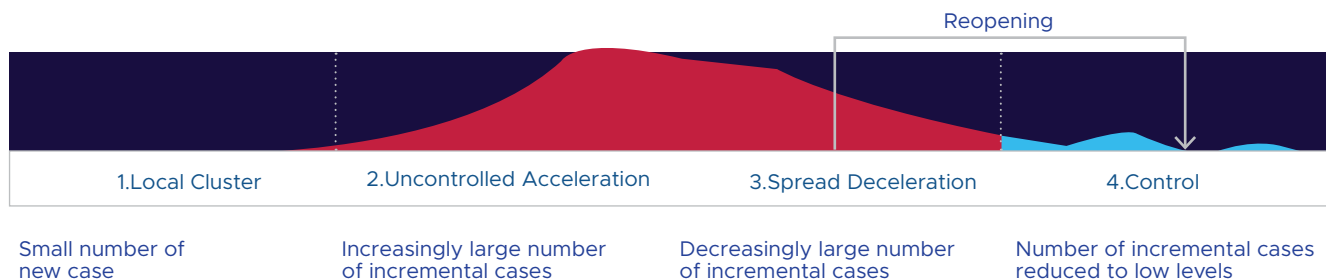 Reopening
1.Local Cluster
2.Uncontrolled Acceleration
3.Spread Deceleration
4.Control
Small number of
new case
Increasingly large number
of incremental cases
Decreasingly large number
of incremental cases
Number of incremental cases
reduced to low levels